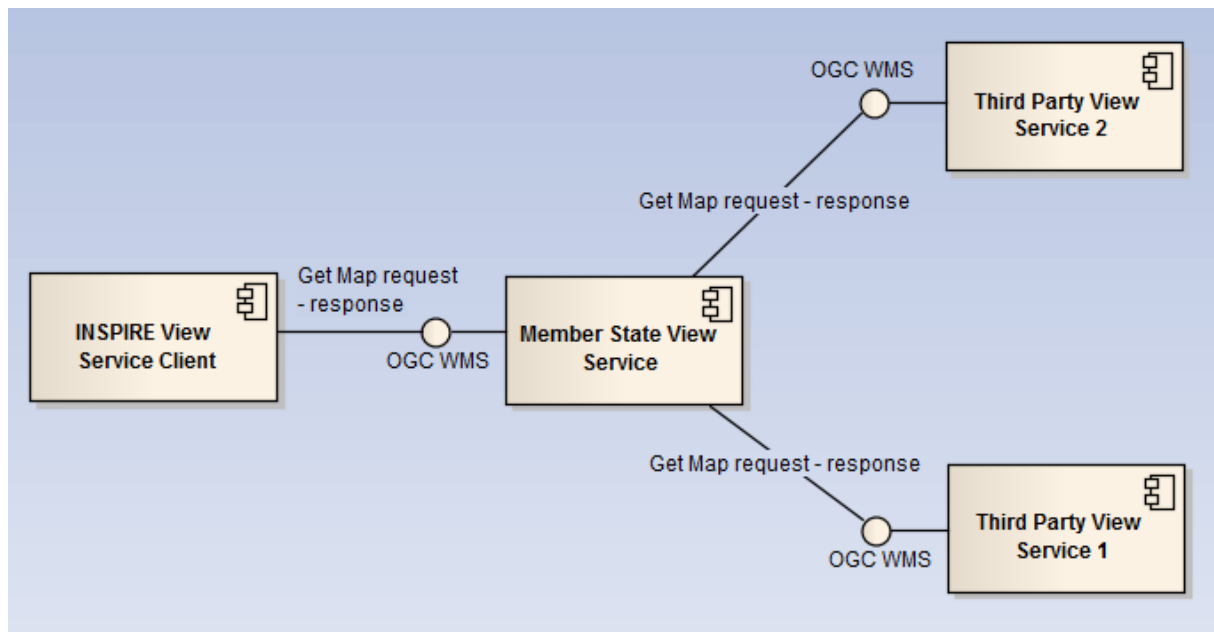 OGC WMS
Third Party View
Service 2
Get Map request - response
Get Map request
- response
INSPIRE View
Service Client
OGC WMS
Member State View
Service
Get Map request - response
Third Party View
Service 1
OGC WMS